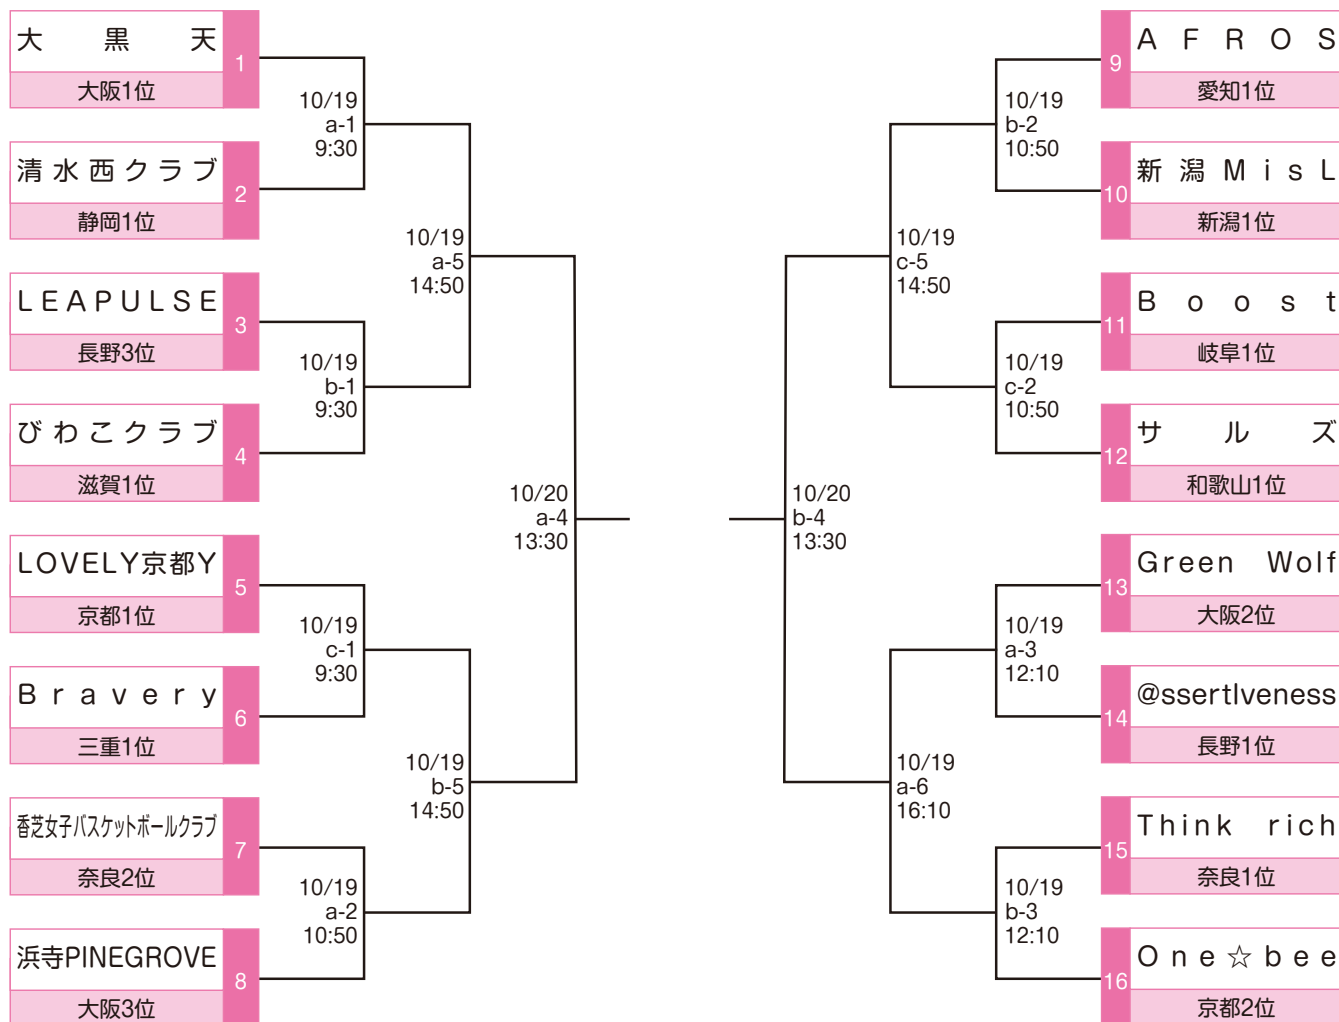 大黒天
1
大阪1位
10/19
a-1
9:30
清水西クラブ
2
静岡1位
10/19
a-5
14:50
LEAPULSE
3
長野3位
10/19
b-1
9:30
びわこクラブ
4
滋賀1位
10/20
a-4
13:30
LOVELY京都Y
5
京都1位
10/19
c-1
9:30
Bravery
6
三重1位
10/19
b-5
14:50
香芝女子バスケットボールクラブ
7
奈良2位
10/19
a-2
10:50
浜寺PINEGROVE
8
大阪3位
AFROS
9
愛知1位
10/19
b-2
10:50
新潟MisL
10
新潟1位
10/19
c-5
14:50
Boost
11
岐阜1位
10/19
c-2
10:50
サルズ
12
和歌山1位
10/20
b-4
13:30
Green Wolf
13
大阪2位
10/19
a-3
12:10
@ssertIveness
14
長野1位
10/19
a-6
16:10
Think rich
15
奈良1位
10/19
b-3
12:10
One☆bee
16
京都2位